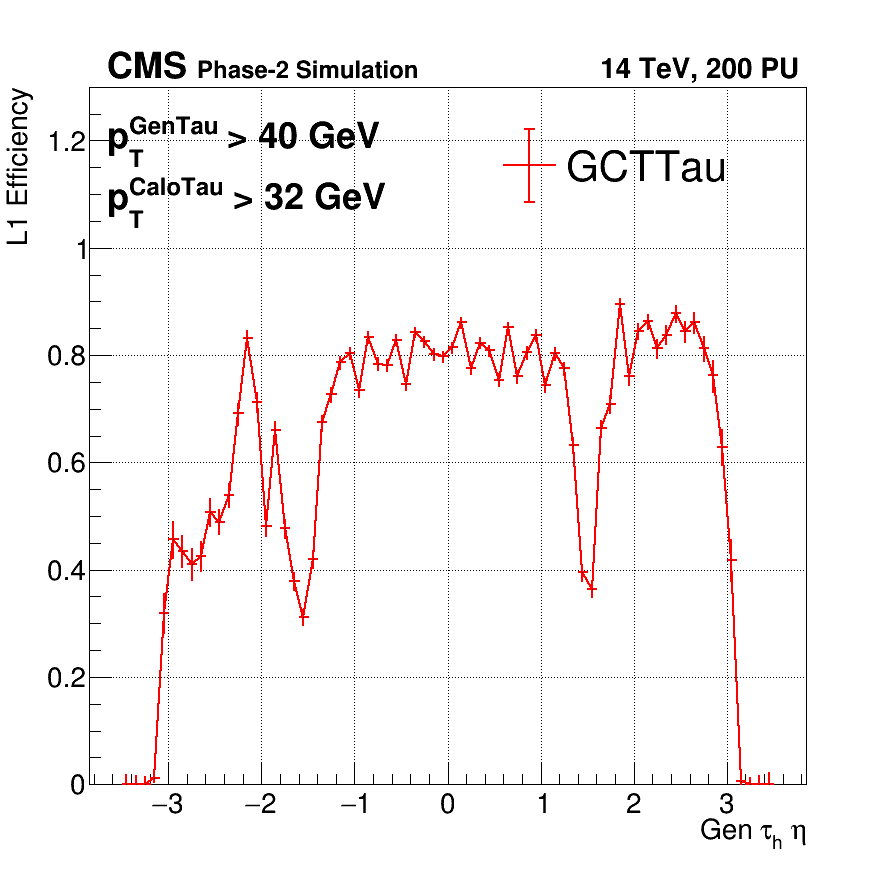 CMS Phase-2 Simulation 14 TeV, 200 PU
L1 Efficiency
p_T^GenTau > 40 GeV
p_T^CaloTau > 32 GeV
GCTTau
1.2
1
0.8
0.6
0.4
0.2
0
−3 −2 −1 0 1 2 3
Gen τ_h η